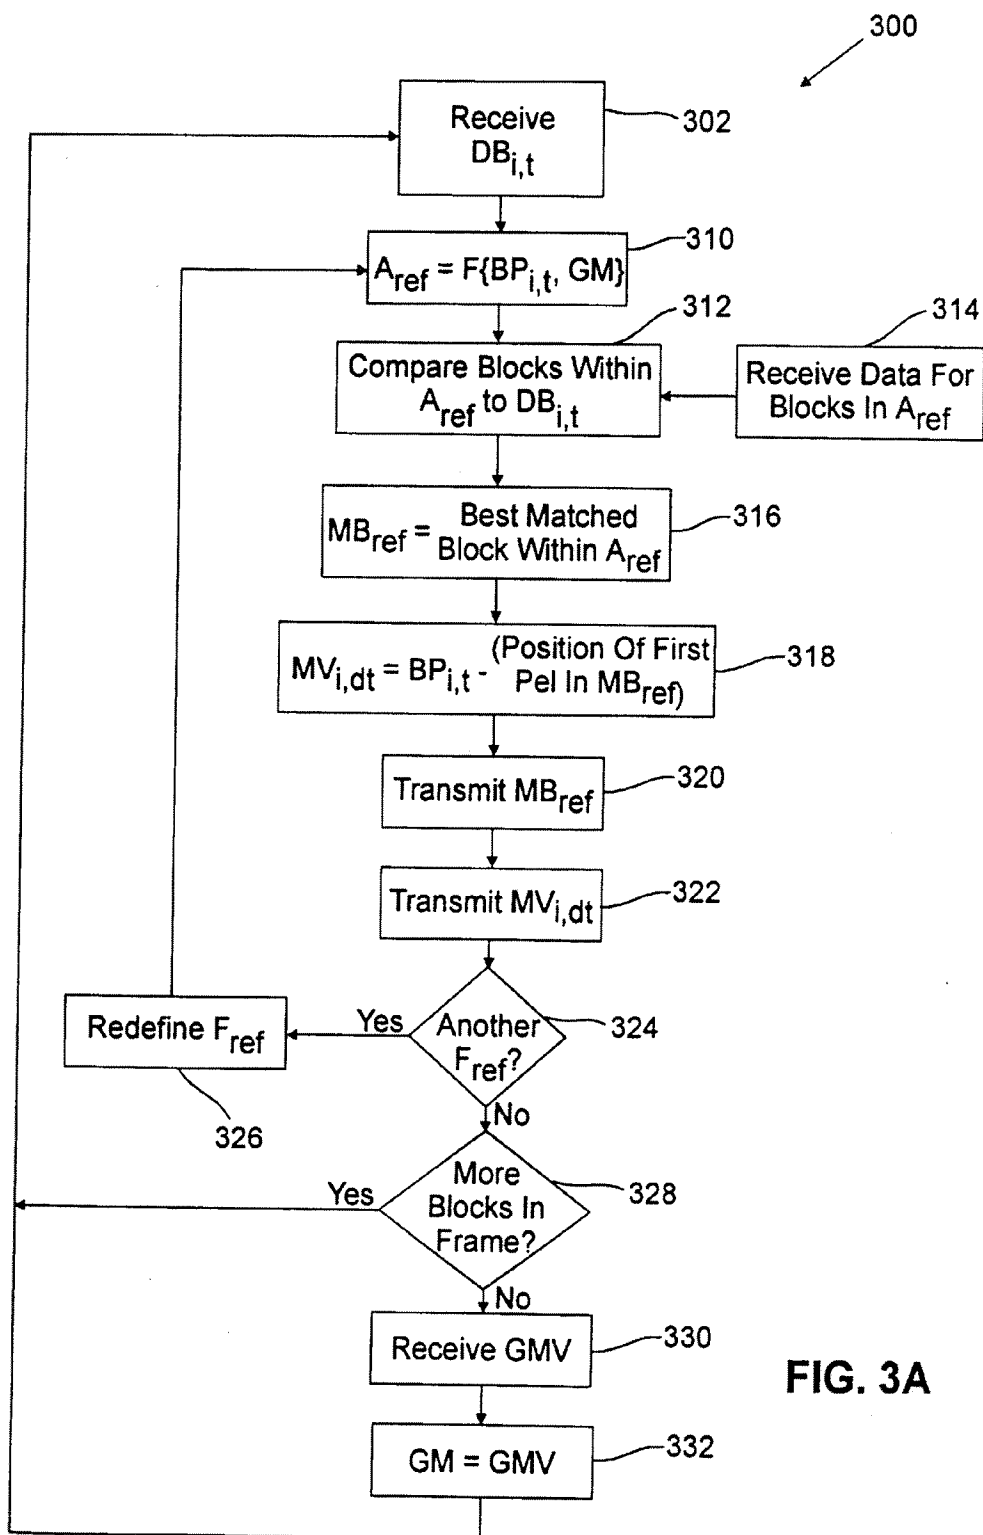 300
Receive
DBi,t
302
Aref = F{BPi,t, GM}
310
Compare Blocks Within
Aref to DBi,t
312
Receive Data For
Blocks In Aref
314
MBref = Best Matched
Block Within Aref
316
MVi,dt = BPi,t - (Position Of First
Pel In MBref)
318
Transmit MBref
320
Transmit MVi,dt
322
Another
Fref?
324
Yes
Redefine Fref
326
No
More
Blocks In
Frame?
328
Yes
No
Receive GMV
330
GM = GMV
332
FIG. 3A